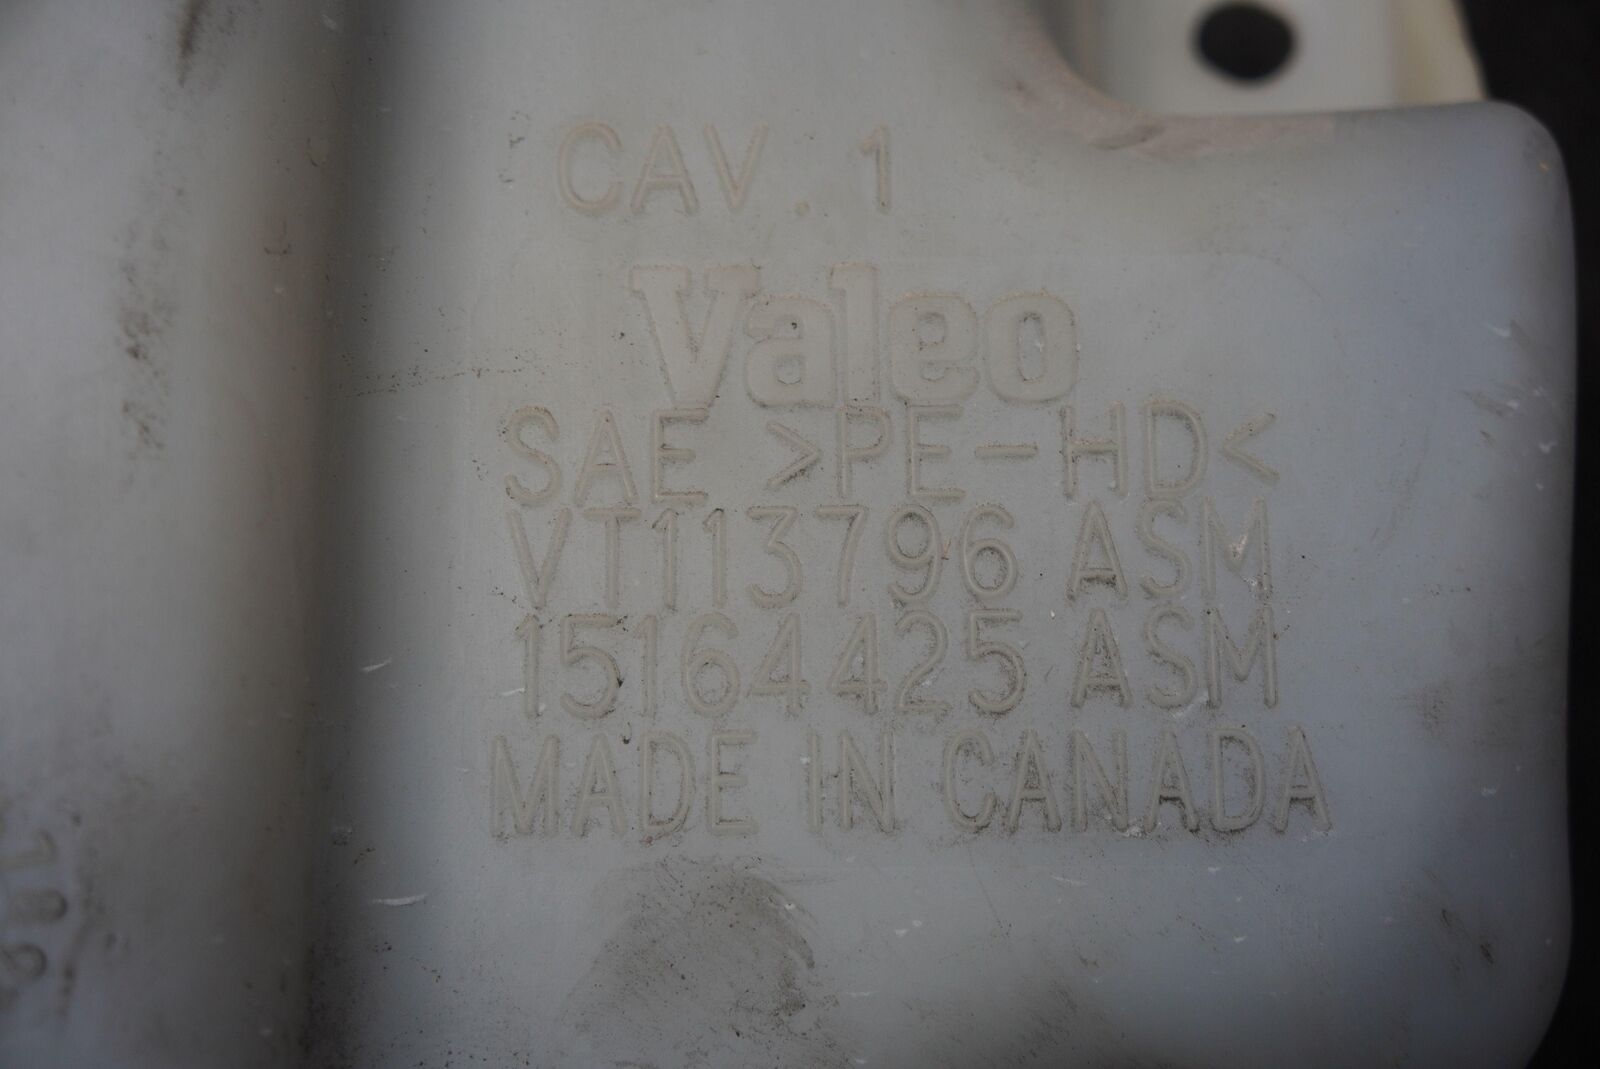 CAV. 1
Valeo
SAE >PE-HD<
VT113796 ASM
15164425 ASM
MADE IN CANADA